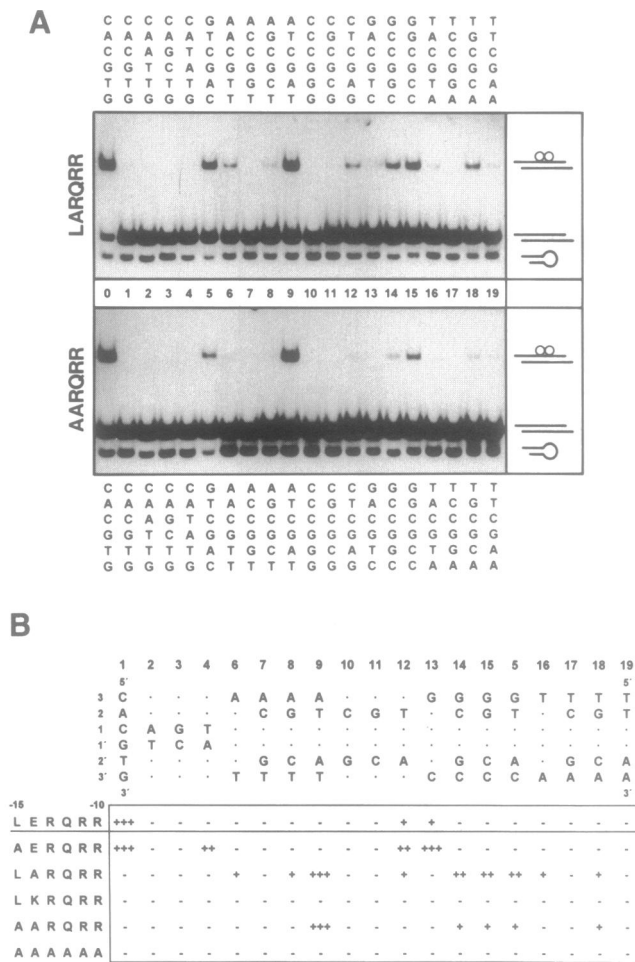 A
C C C C C G A A A A C C C G G G T T T T
A A A A A T A C G T C G T A C G A C G T
C C A G T C C C C C C C C C C C C C C C
G G T C A G G G G G G G G G G G G G G G
T T T T T A T G C A G C A T G C T G C A
G G G G G C T T T T G G G C C C A A A A
LARQRR
0 1 2 3 4 5 6 7 8 9 10 11 12 13 14 15 16 17 18 19
AARQRR
C C C C C G A A A A C C C G G G T T T T
A A A A A T A C G T C G T A C G A C G T
C C A G T C C C C C C C C C C C C C C C
G G T C A G G G G G G G G G G G G G G G
T T T T T A T G C A G C A T G C T G C A
G G G G G C T T T T G G G C C C A A A A
B
1 2 3 4 6 7 8 9 10 11 12 13 14 15 5 16 17 18 19
5' 5'
3 C · · · A A A A · · · G G G G T T T T
2 A · · · · C G T C G T · C G T · C G T
1 C A G T · · · · · · · · · · · · · · ·
1' G T C A · · · · · · · · · · · · · · ·
2' T · · · · G C A G C A · G C A · G C A
3' G · · · T T T T · · · C C C C A A A A
3' 3'
-15 -10
L E R Q R R +++ - - - - - - - - - + + - - - - - - -
A E R Q R R +++ - - ++ - - - - - - ++ +++ - - - - - - -
L A R Q R R - - - - + - + +++ - - + - ++ ++ ++ + - + -
L K R Q R R - - - - - - - - - - - - - - - - - - -
A A R Q R R - - - - - - - +++ - - - - + + + - - + -
A A A A A A - - - - - - - - - - - - - - - - - - -